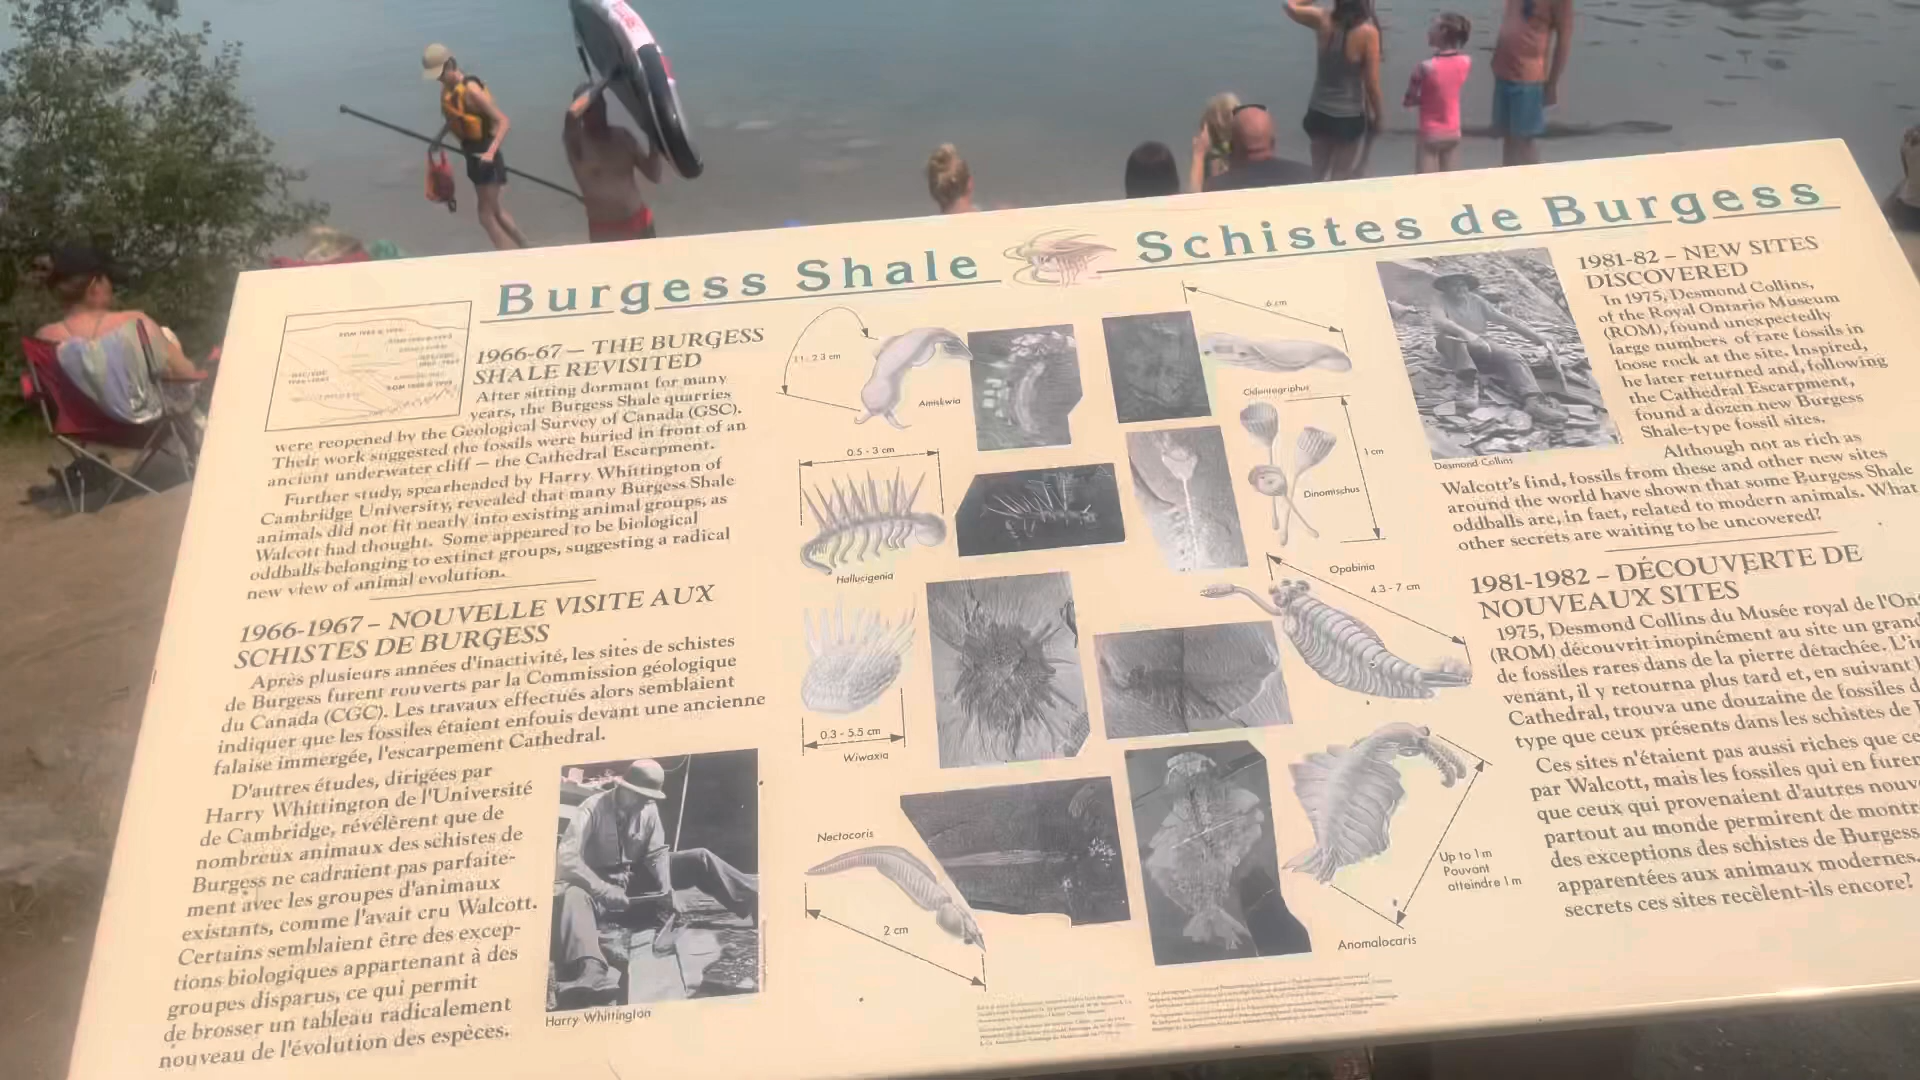 Burgess Shale
Schistes de Burgess
1966-67 – THE BURGESS
SHALE REVISITED
After sitting dormant for many
years, the Burgess Shale quarries
were reopened by the Geological Survey of Canada (GSC).
Their work suggested the fossils were buried in front of an
ancient underwater cliff – the Cathedral Escarpment.
Further study, spearheaded by Harry Whittington of
Cambridge University, revealed that many Burgess Shale
animals did not fit neatly into existing animal groups, as
Walcott had thought. Some appeared to be biological
oddballs belonging to extinct groups, suggesting a radical
new view of animal evolution.
1966-1967 – NOUVELLE VISITE AUX
SCHISTES DE BURGESS
Après plusieurs années d'inactivité, les sites de schistes
de Burgess furent rouverts par la Commission géologique
du Canada (CGC). Les travaux effectués alors semblaient
indiquer que les fossiles étaient enfouis devant une ancienne
falaise immergée, l'escarpement Cathedral.
D'autres études, dirigées par
Harry Whittington de l'Université
de Cambridge, révélèrent que de
nombreux animaux des schistes de
Burgess ne cadraient pas parfaite-
ment avec les groupes d'animaux
existants, comme l'avait cru Walcott.
Certains semblaient être des excep-
tions biologiques appartenant à des
groupes disparus, ce qui permit
de brosser un tableau radicalement
nouveau de l'évolution des espèces.
Harry Whittington
Amiskwia
0.5 - 3 cm
Hallucigenia
0.3 - 5.5 cm
Wiwaxia
Nectocoris
2 cm
6 cm
Odontogriphus
1 cm
Dinomischus
Opabinia
4.3 - 7 cm
Up to 1 m
Pouvant
atteindre 1 m
Anomalocaris
Desmond Collins
1981-82 – NEW SITES
DISCOVERED
In 1975, Desmond Collins,
of the Royal Ontario Museum
(ROM), found unexpectedly
large numbers of rare fossils in
loose rock at the site. Inspired,
he later returned and, following
the Cathedral Escarpment,
found a dozen new Burgess
Shale-type fossil sites.
Although not as rich as
Walcott's find, fossils from these and other new sites
around the world have shown that some Burgess Shale
oddballs are, in fact, related to modern animals. What
other secrets are waiting to be uncovered?
1981-1982 – DÉCOUVERTE DE
NOUVEAUX SITES
1975, Desmond Collins du Musée royal de l'On
(ROM) découvrit inopinément au site un grand
de fossiles rares dans de la pierre détachée. L'i
venant, il y retourna plus tard et, en suivant
Cathedral, trouva une douzaine de fossiles d
type que ceux présents dans les schistes de
Ces sites n'étaient pas aussi riches que ce
par Walcott, mais les fossiles qui en furen
que ceux qui provenaient d'autres nouv
partout au monde permirent de montr
des exceptions des schistes de Burgess
apparentées aux animaux modernes.
secrets ces sites recèlent-ils encore?